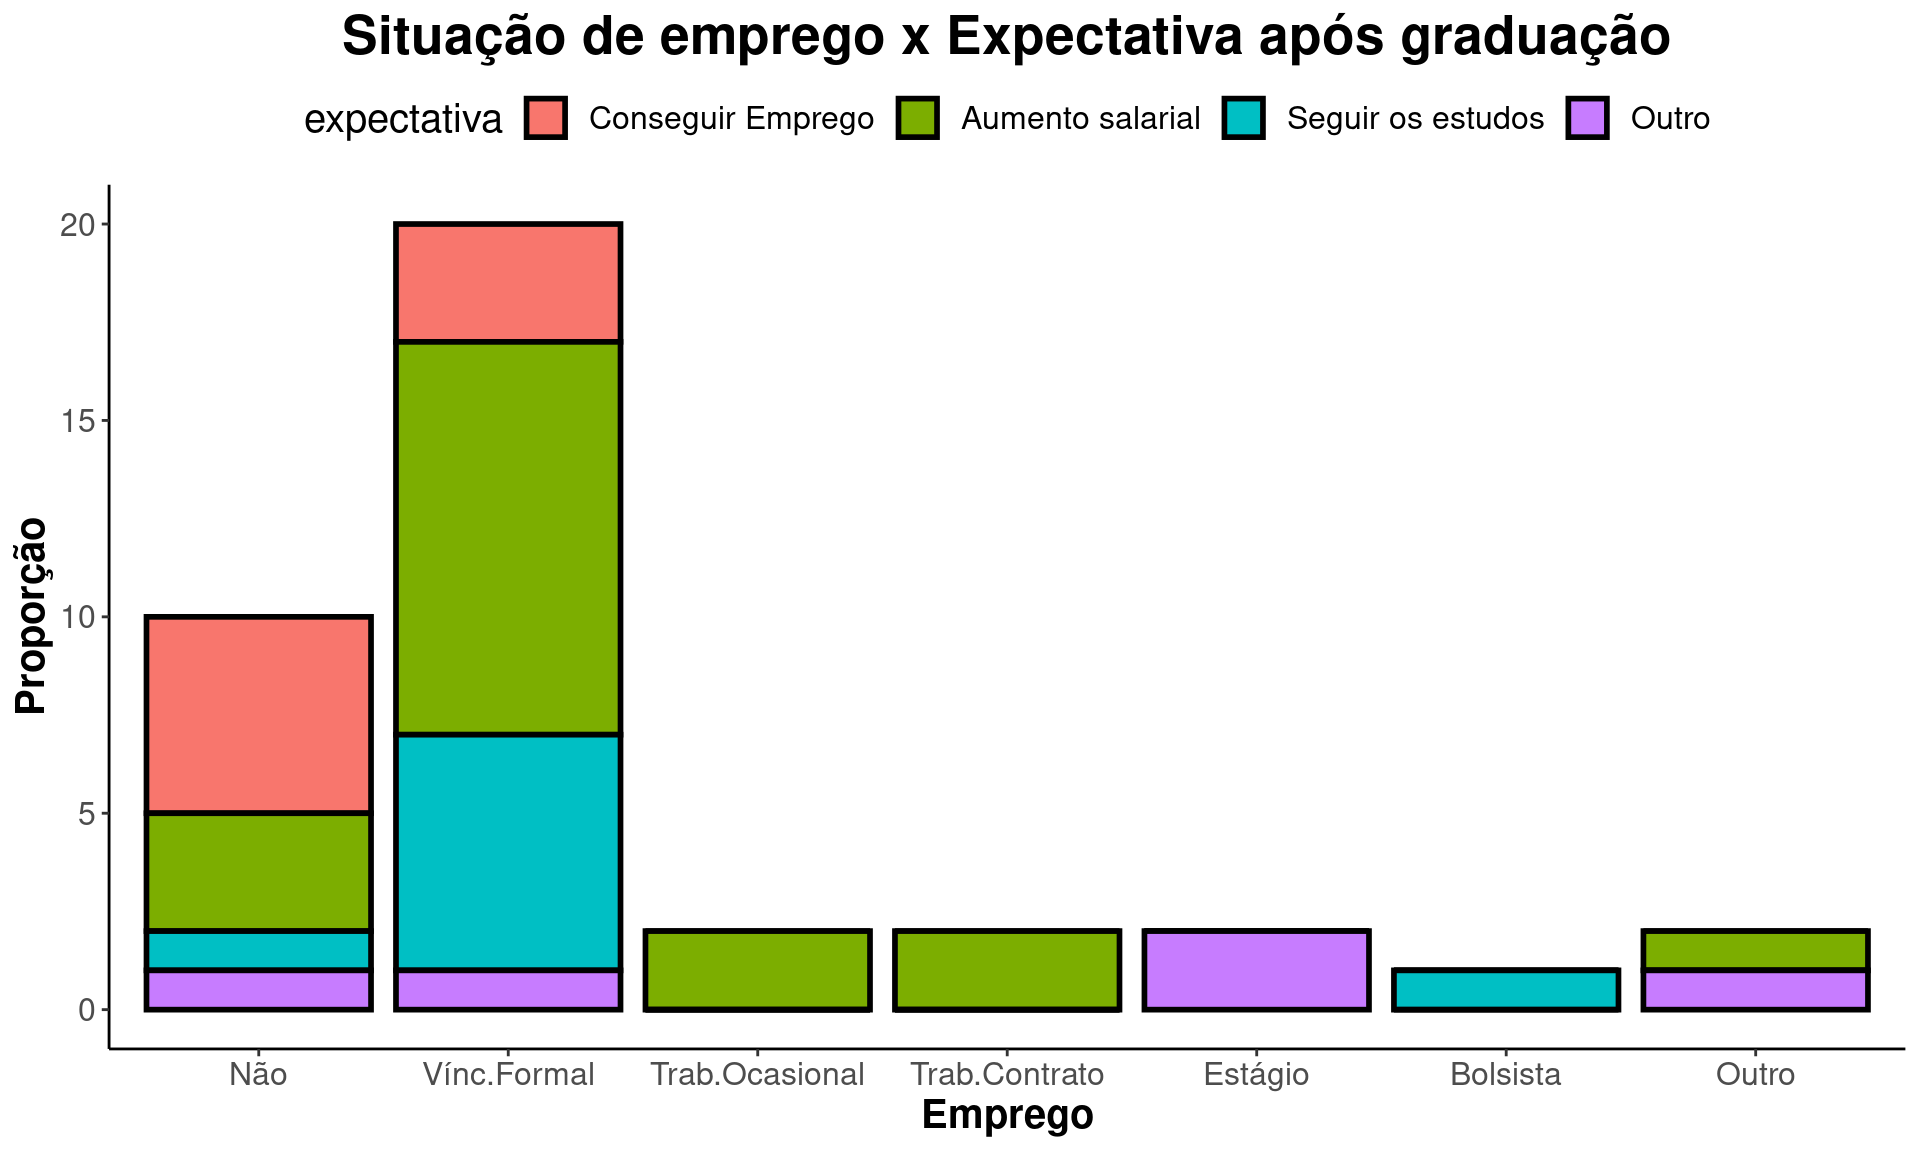 Situação de emprego x Expectativa após graduação
expectativa Conseguir Emprego Aumento salarial Seguir os estudos Outro
Proporção
20
15
10
5
0
Não Vínc.Formal Trab.Ocasional Trab.Contrato Estágio Bolsista Outro
Emprego